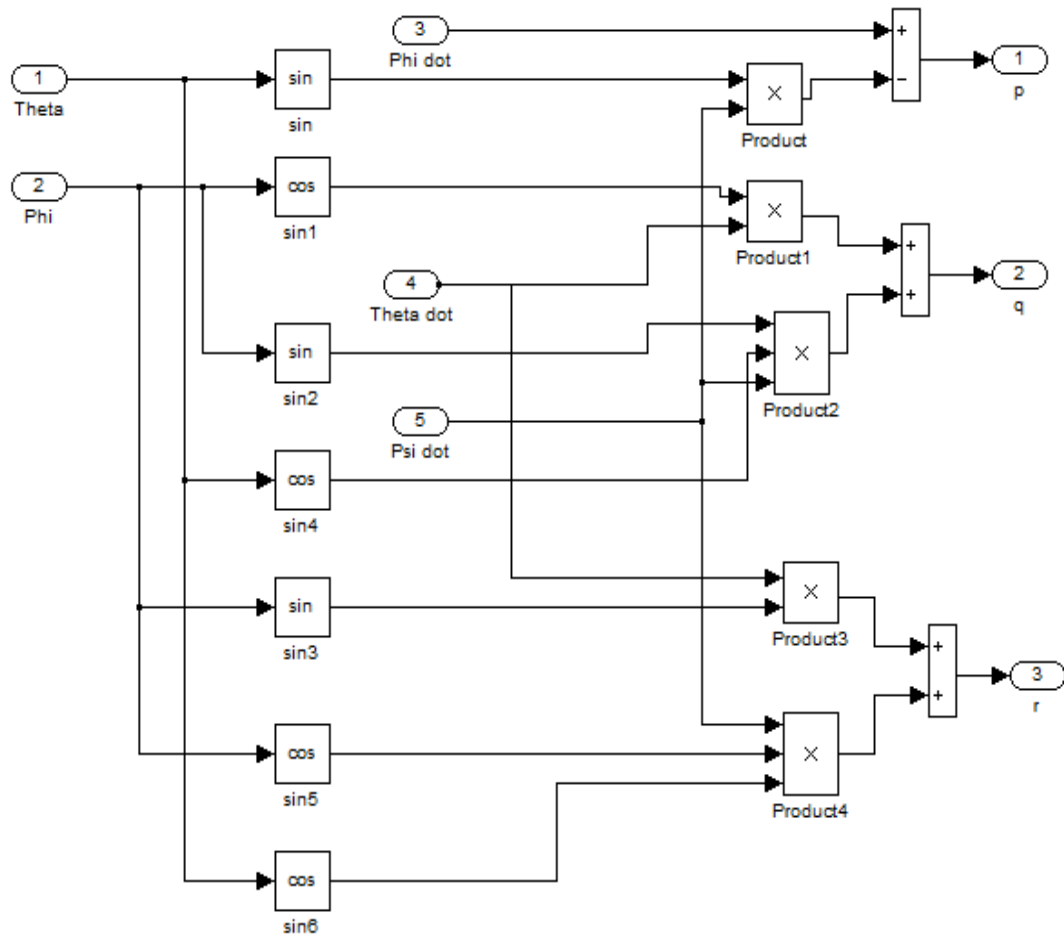 3
Phi dot
+
−
1
p
1
Theta
sin
sin
×
Product
2
Phi
cos
sin1
×
Product1
+
+
2
q
4
Theta dot
sin
sin2
×
Product2
5
Psi dot
cos
sin4
sin
sin3
×
Product3
+
+
3
r
cos
sin5
×
Product4
cos
sin6